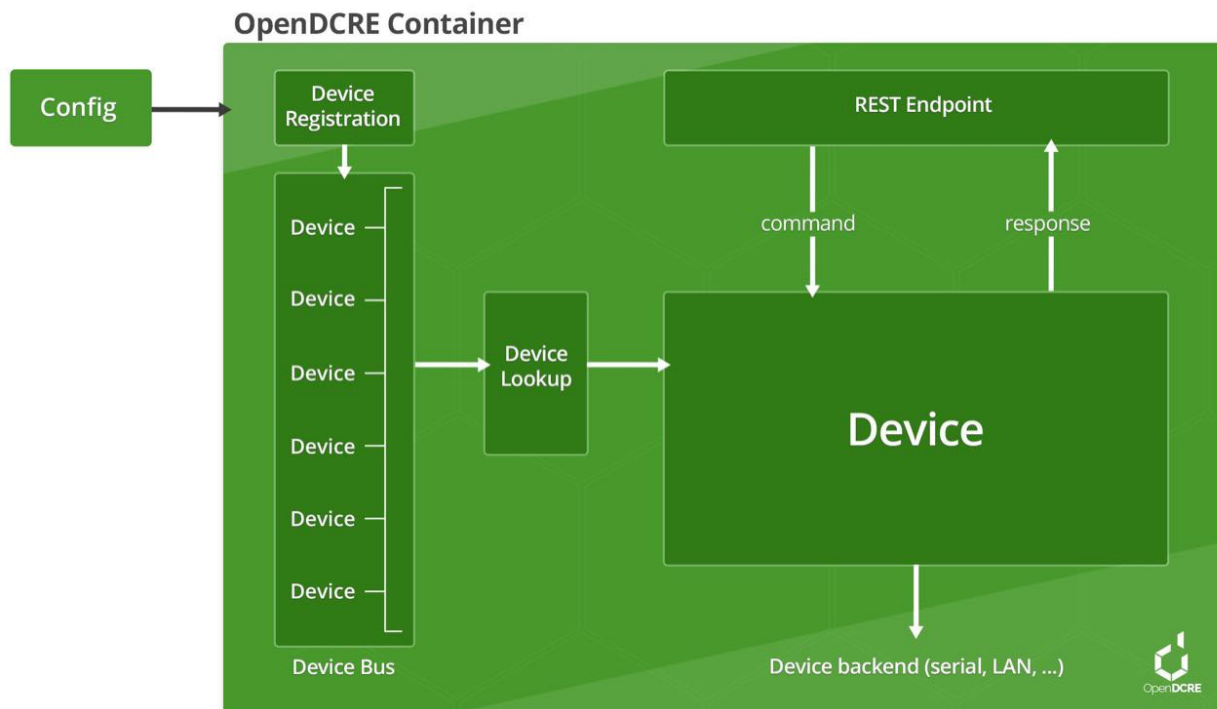 OpenDCRE Container
Config
Device
Registration
REST Endpoint
Device
Device
Device
Device
Device
Device
command
response
Device
Lookup
Device
Device Bus
Device backend (serial, LAN, ...)
OpenDCRE